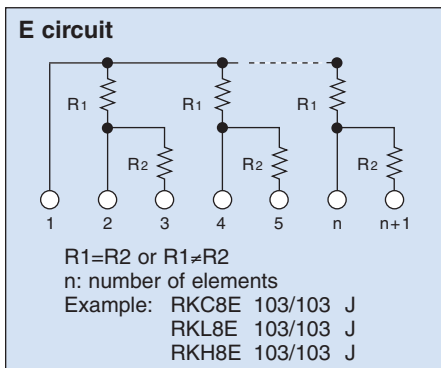 E circuit
R1 R1 R1
R2 R2 R2
1 2 3 4 5 n n+1
R1=R2 or R1≠R2
n: number of elements
Example: RKC8E 103/103 J
RKL8E 103/103 J
RKH8E 103/103 J